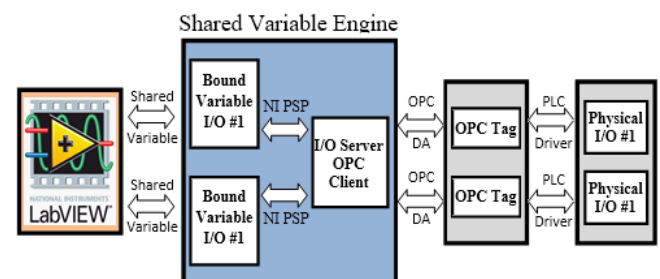 Shared Variable Engine
Shared
Variable
Shared
Variable
NATIONAL INSTRUMENTS
LabVIEW™
Bound
Variable
I/O #1
Bound
Variable
I/O #1
NI PSP
NI PSP
I/O Server
OPC
Client
OPC
DA
OPC
DA
OPC Tag
OPC Tag
PLC
Driver
PLC
Driver
Physical
I/O #1
Physical
I/O #1